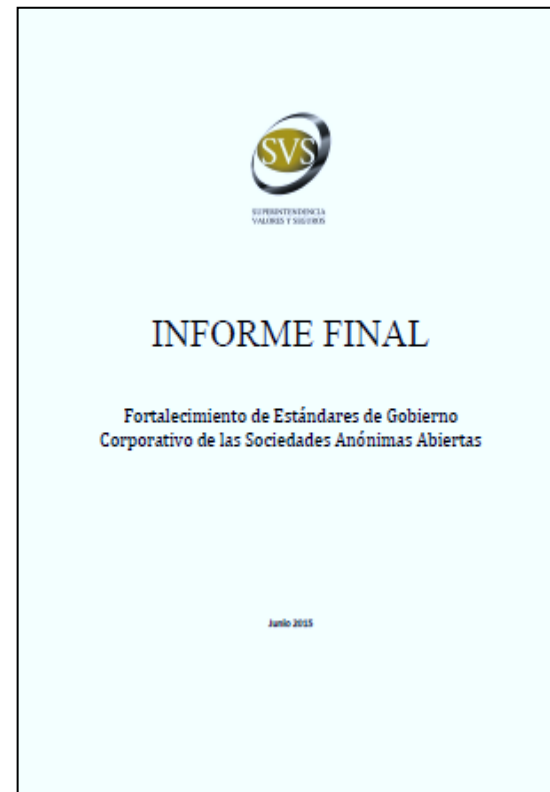 SVS
SUPERINTENDENCIA
VALORES Y SEGUROS
INFORME FINAL
Fortalecimiento de Estándares de Gobierno
Corporativo de las Sociedades Anónimas Abiertas
Junio 2015